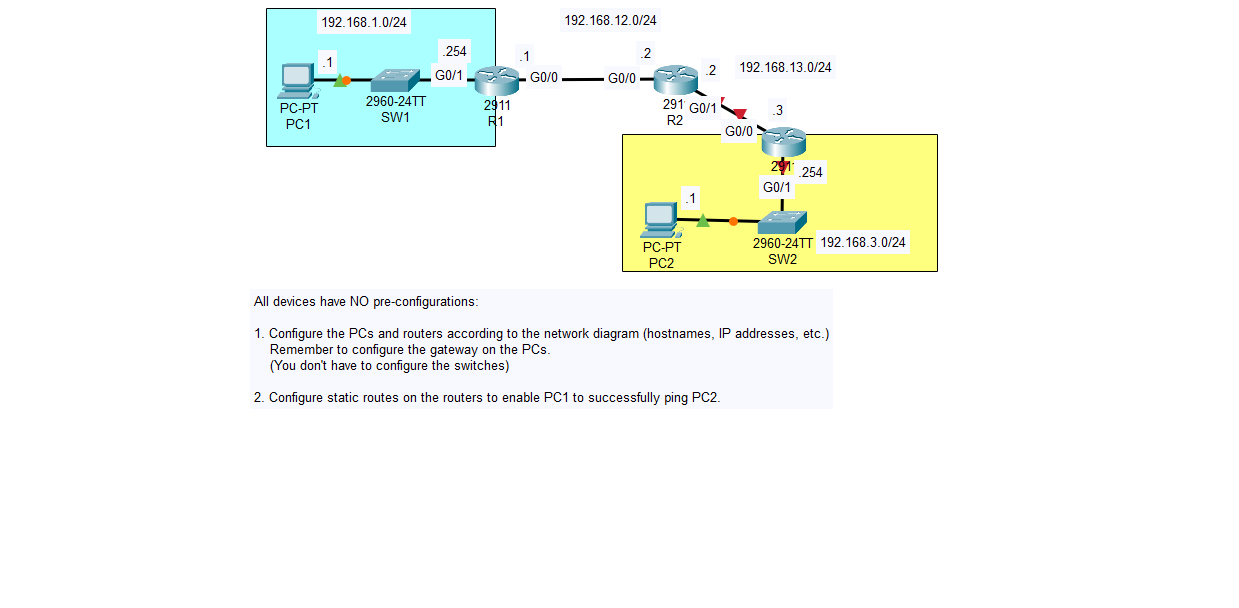 192.168.1.0/24
192.168.12.0/24
.1
.254
G0/1
.1
G0/0
G0/0
.2
.2
192.168.13.0/24
PC-PT
PC1
2960-24TT
SW1
2911
R1
291
R2
G0/1
G0/0
.3
.254
G0/1
.1
PC-PT
PC2
2960-24TT
SW2
192.168.3.0/24
All devices have NO pre-configurations:
1. Configure the PCs and routers according to the network diagram (hostnames, IP addresses, etc.)
Remember to configure the gateway on the PCs.
(You don't have to configure the switches)
2. Configure static routes on the routers to enable PC1 to successfully ping PC2.